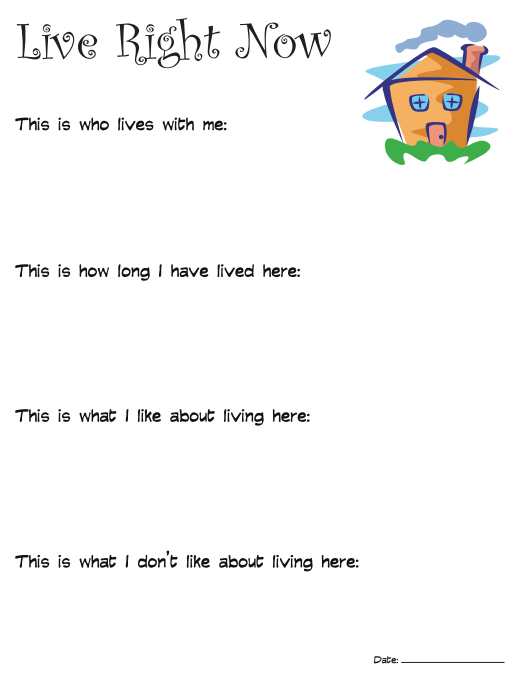 Live Right Now
This is who lives with me:
This is how long I have lived here:
This is what I like about living here:
This is what I don't like about living here:
Date: